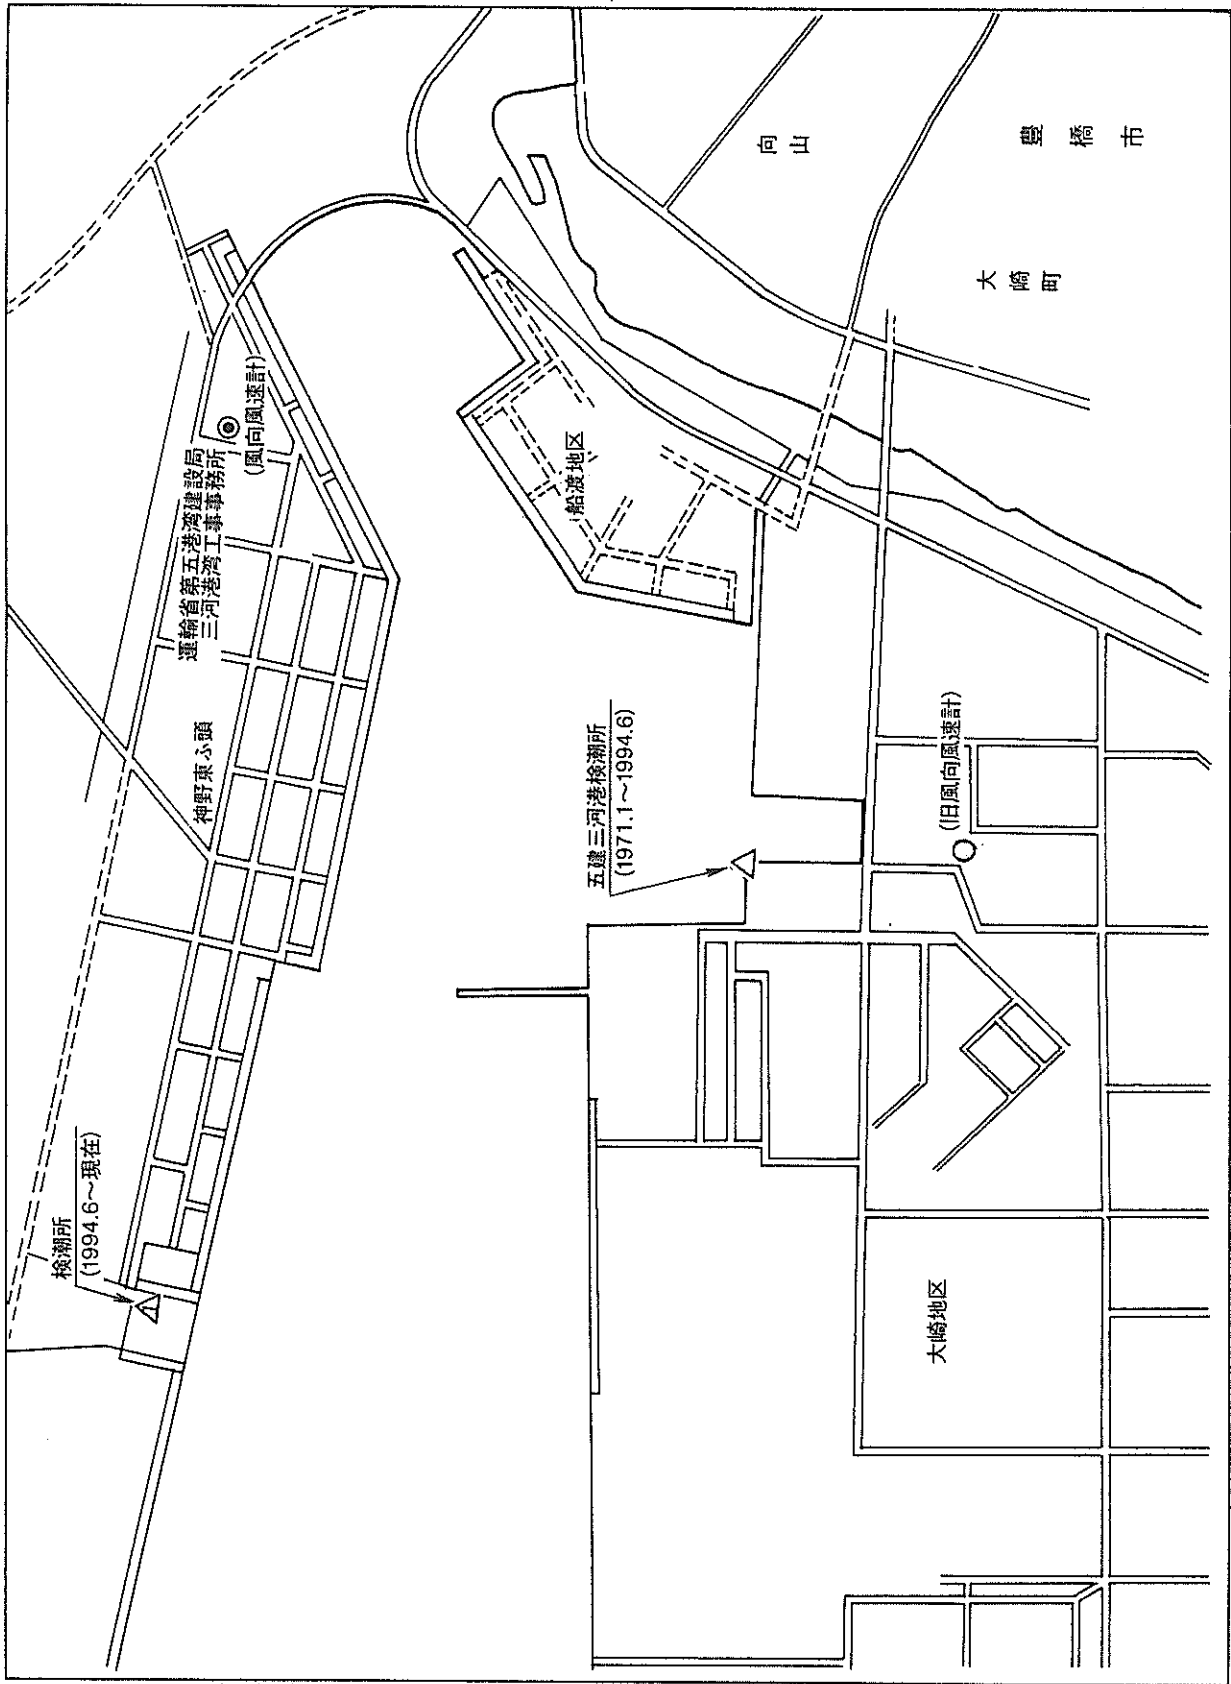 検潮所
(1994.6～現在)
神野東ふ頭
運輸省第五港湾建設局
三河港湾工事事務所
(風向風速計)
五建三河港検潮所
(1971.1～1994.6)
船渡地区
向山
大崎地区
(旧風向風速計)
大崎町
豊橋市